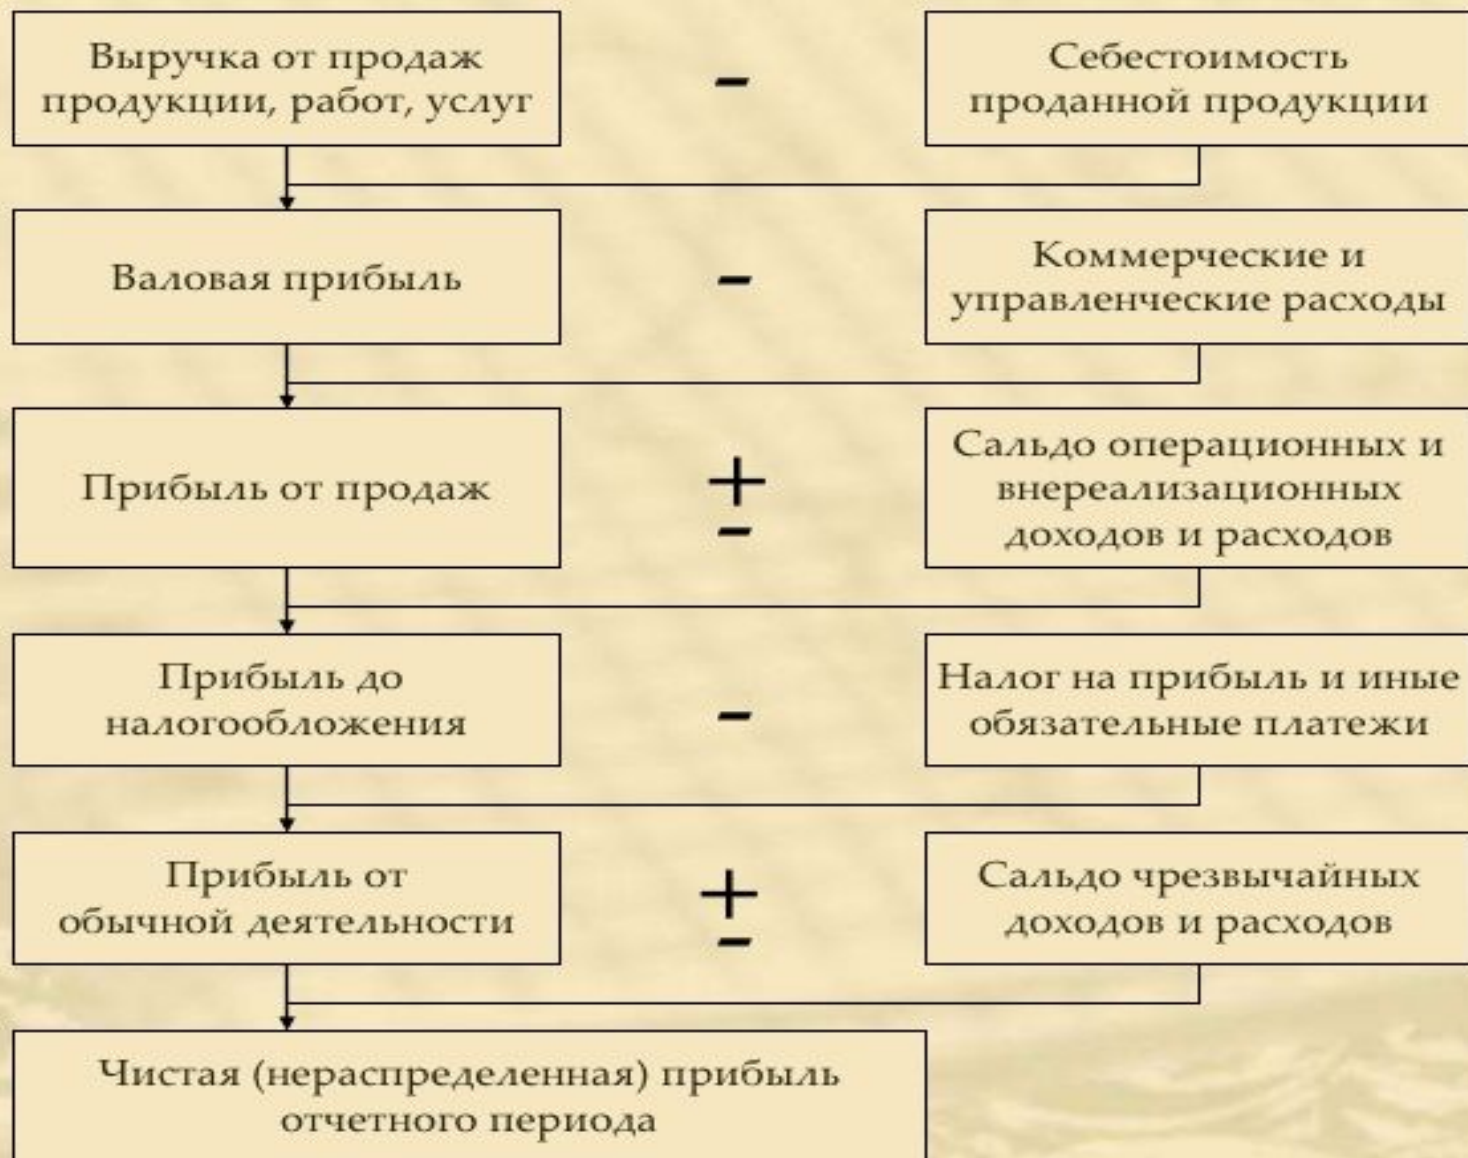 Выручка от продаж
продукции, работ, услуг
-
Себестоимость
проданной продукции
Валовая прибыль
-
Коммерческие и
управленческие расходы
Прибыль от продаж
+
-
Сальдо операционных и
внереализационных
доходов и расходов
Прибыль до
налогообложения
-
Налог на прибыль и иные
обязательные платежи
Прибыль от
обычной деятельности
+
-
Сальдо чрезвычайных
доходов и расходов
Чистая (нераспределенная) прибыль
отчетного периода